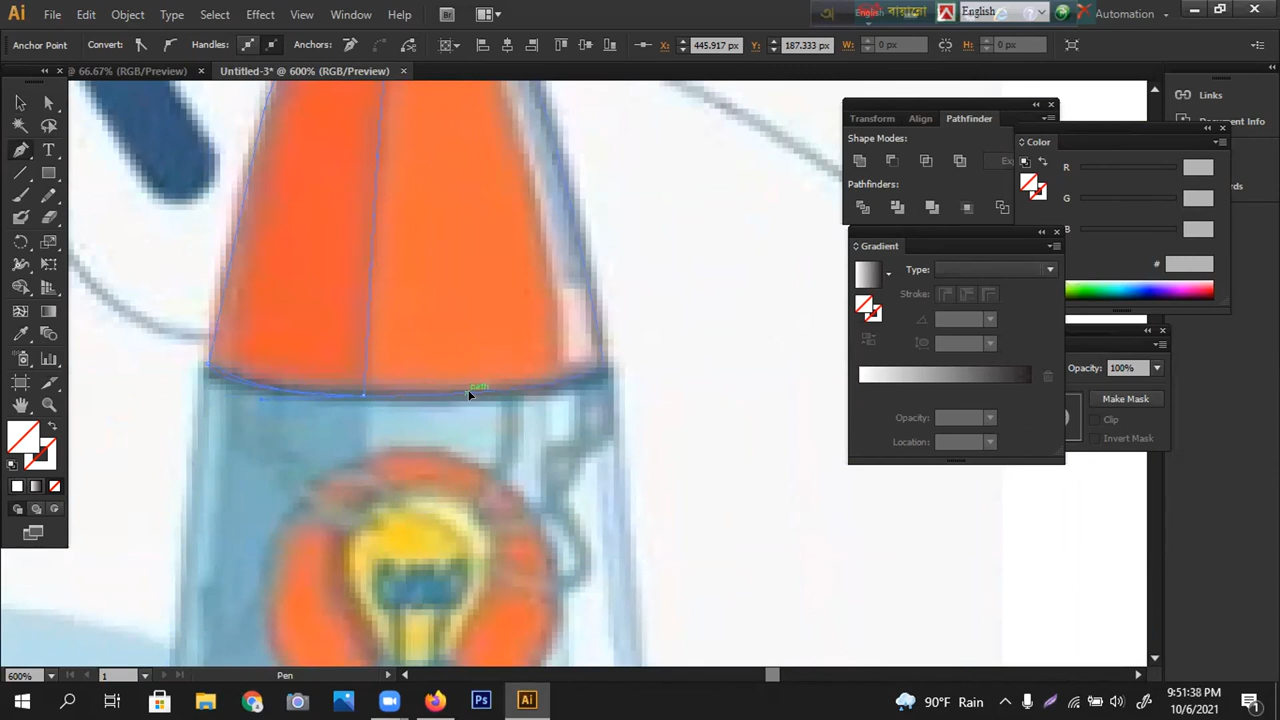 Ai File Edit Object Type Select Effect View Window Help Br English Automation
Anchor Point Convert: Handles: Anchors: X: 445.917 px Y: 187.333 px W: 0 px H: 0 px
@ 66.67% (RGB/Preview) × Untitled-3* @ 600% (RGB/Preview) ×
Links
Document Info
Transform Align Pathfinder
Shape Modes:
Pathfinders:
Color
R
G
B
#
Gradient
Type:
Stroke:
Opacity:
Location:
Opacity: 100%
Make Mask
Clip
Invert Mask
path
600% 1 Pen
Ps Ai 90°F Rain 9:51:38 PM
10/6/2021